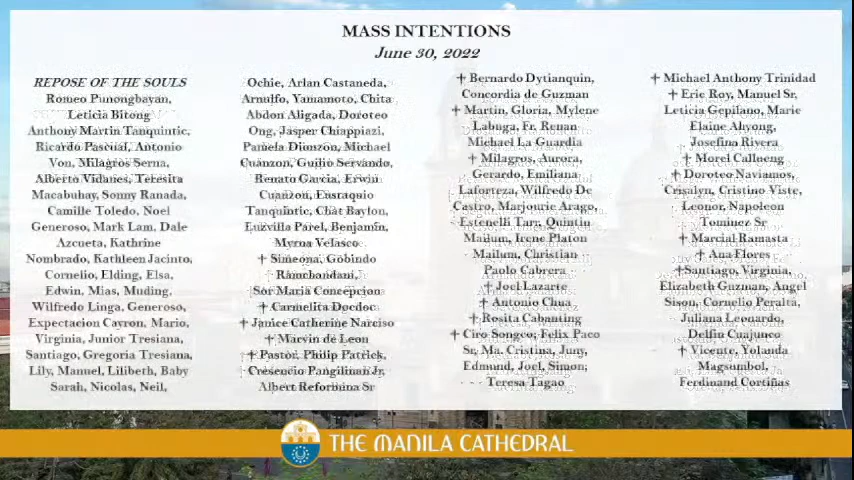 MASS INTENTIONS
June 30, 2022
REPOSE OF THE SOULS
Romeo Punongbayan,
Leticia Bitong
Anthony Martin Tanquintic,
Ricardo Pascual, Antonio
Von, Milagros Serna,
Alberto Vidanes, Teresita
Macabuhay, Sonny Ranada,
Camille Toledo, Noel
Generoso, Mark Lam, Dale
Azcueta, Kathrine
Nombrado, Kathleen Jacinto,
Cornelio, Elding, Elsa,
Edwin, Mias, Muding,
Wilfredo Linga, Generoso,
Expectacion Cayron, Mario,
Virginia, Junior Tresiana,
Santiago, Gregoria Tresiana,
Lily, Manuel, Lilibeth, Baby
Sarah, Nicolas, Neil,
Ochie, Arlan Castaneda,
Arnulfo, Yamamoto, Chita
Abdon Aligada, Doroteo
Ong, Jasper Chiappiazi,
Pamela Dionzon, Michael
Cuanzon, Guilio Servando,
Renato Garcia, Erwin
Cuanzon, Eustaquio
Tanquintic, Chat Baylon,
Luzvilla Parel, Benjamin,
Myrna Velasco
✝ Simeona, Gobindo
Ramchandani,
Sor Maria Concepcion
✝ Carmelita Docdoc
✝ Janice Catherine Narciso
✝ Marvin de Leon
✝ Pastor, Philip Patrick,
Cresencio Pangilinan Jr,
Albert Reformina Sr
✝ Bernardo Dytianquin,
Concordia de Guzman
✝ Martin, Gloria, Mylene
Labuga, Fr. Renan
Michael La Guardia
✝ Milagros, Aurora,
Gerardo, Emiliana
Laforteza, Wilfredo De
Castro, Marjourie Arago,
Estenelli Tarr, Quintin
Mailum, Irene Platon
Mailum, Christian
Paolo Cabrera
✝ Joel Lazarte
✝ Antonio Chua
✝ Rosita Cabanting
✝ Ciro Songco, Felix Paco
Sr, Ma. Cristina, Juny,
Edmund, Joel, Simon;
Teresa Tagao
✝ Michael Anthony Trinidad
✝ Eric Roy, Manuel Sr,
Leticia Gepilano, Marie
Elaine Ahyong,
Josefina Rivera
✝ Morel Callueng
✝ Doroteo Naviamos,
Crisalyn, Cristino Viste,
Leonor, Napoleon
Tominez Sr
✝ Marcial Ramasta
✝ Ana Flores
✝Santiago, Virginia,
Elizabeth Guzman, Angel
Sison, Cornelio Peralta,
Juliana Leonardo,
Delfin Cunjunco
✝ Vicente, Yolanda
Magsumbol,
Ferdinand Cortiñas
THE MANILA CATHEDRAL